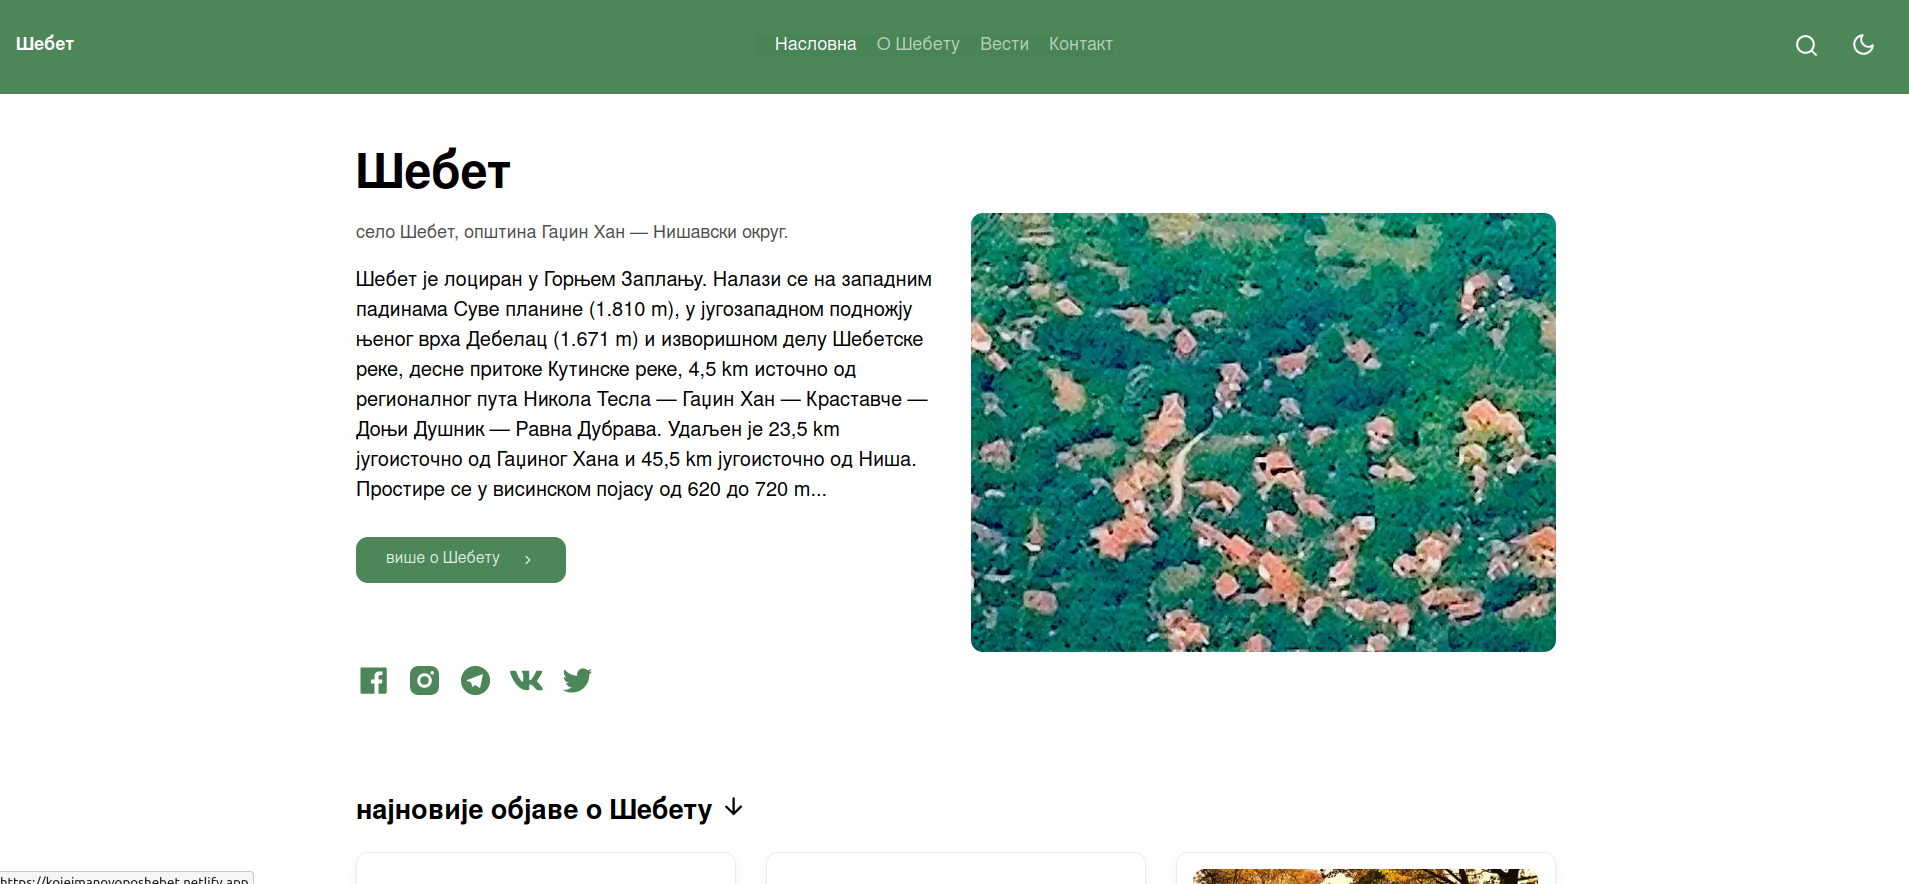 Шебет
Насловна О Шебету Вести Контакт
Шебет
село Шебет, општина Гаџин Хан — Нишавски округ.
Шебет је лоциран у Горњем Заплању. Налази се на западним
падинама Суве планине (1.810 m), у југозападном подножју
њеног врха Дебелац (1.671 m) и изворишном делу Шебетске
реке, десне притоке Кутинске реке, 4,5 km источно од
регионалног пута Никола Тесла — Гаџин Хан — Краставче —
Доњи Душник — Равна Дубрава. Удаљен је 23,5 km
југоисточно од Гаџиног Хана и 45,5 km југоисточно од Ниша.
Простире се у висинском појасу од 620 до 720 m...
више о Шебету
најновије објаве о Шебету